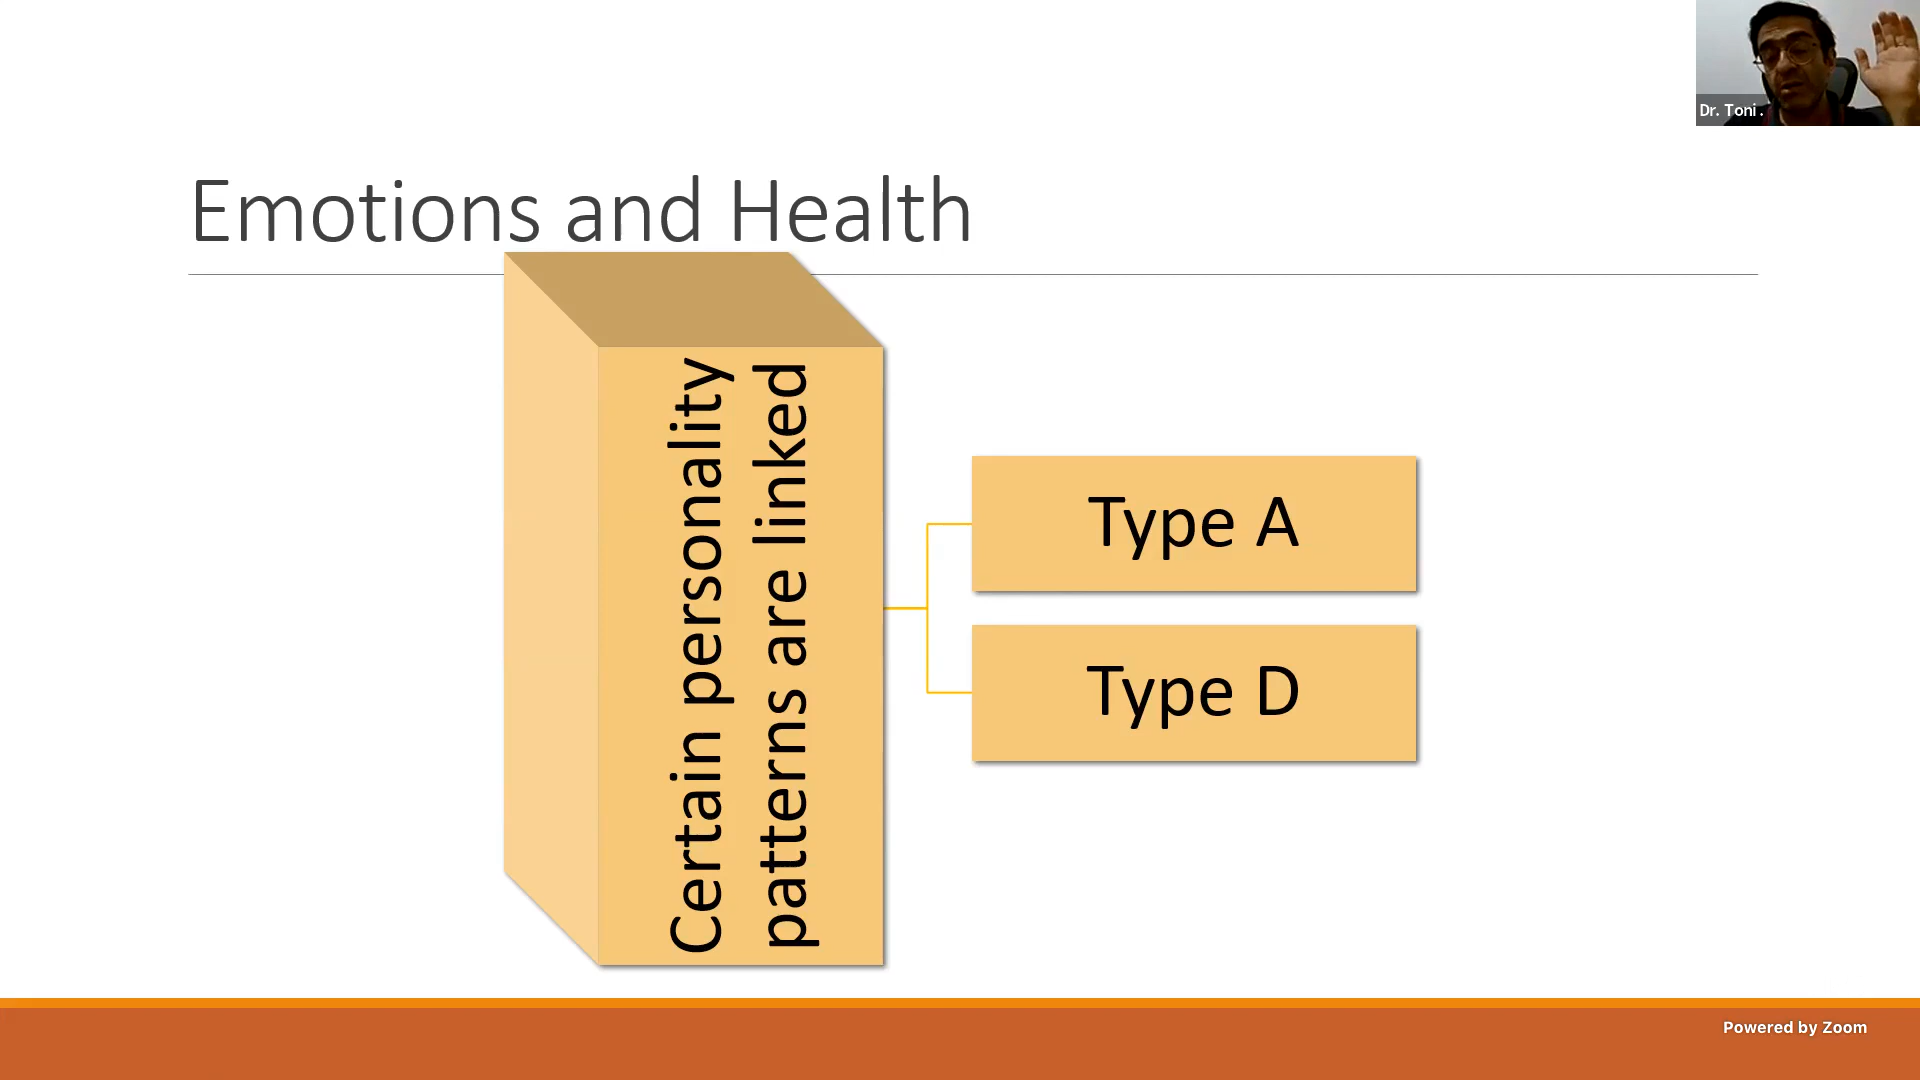 Dr. Toni .
Emotions and Health
Certain personality
patterns are linked
Type A
Type D
Powered by Zoom